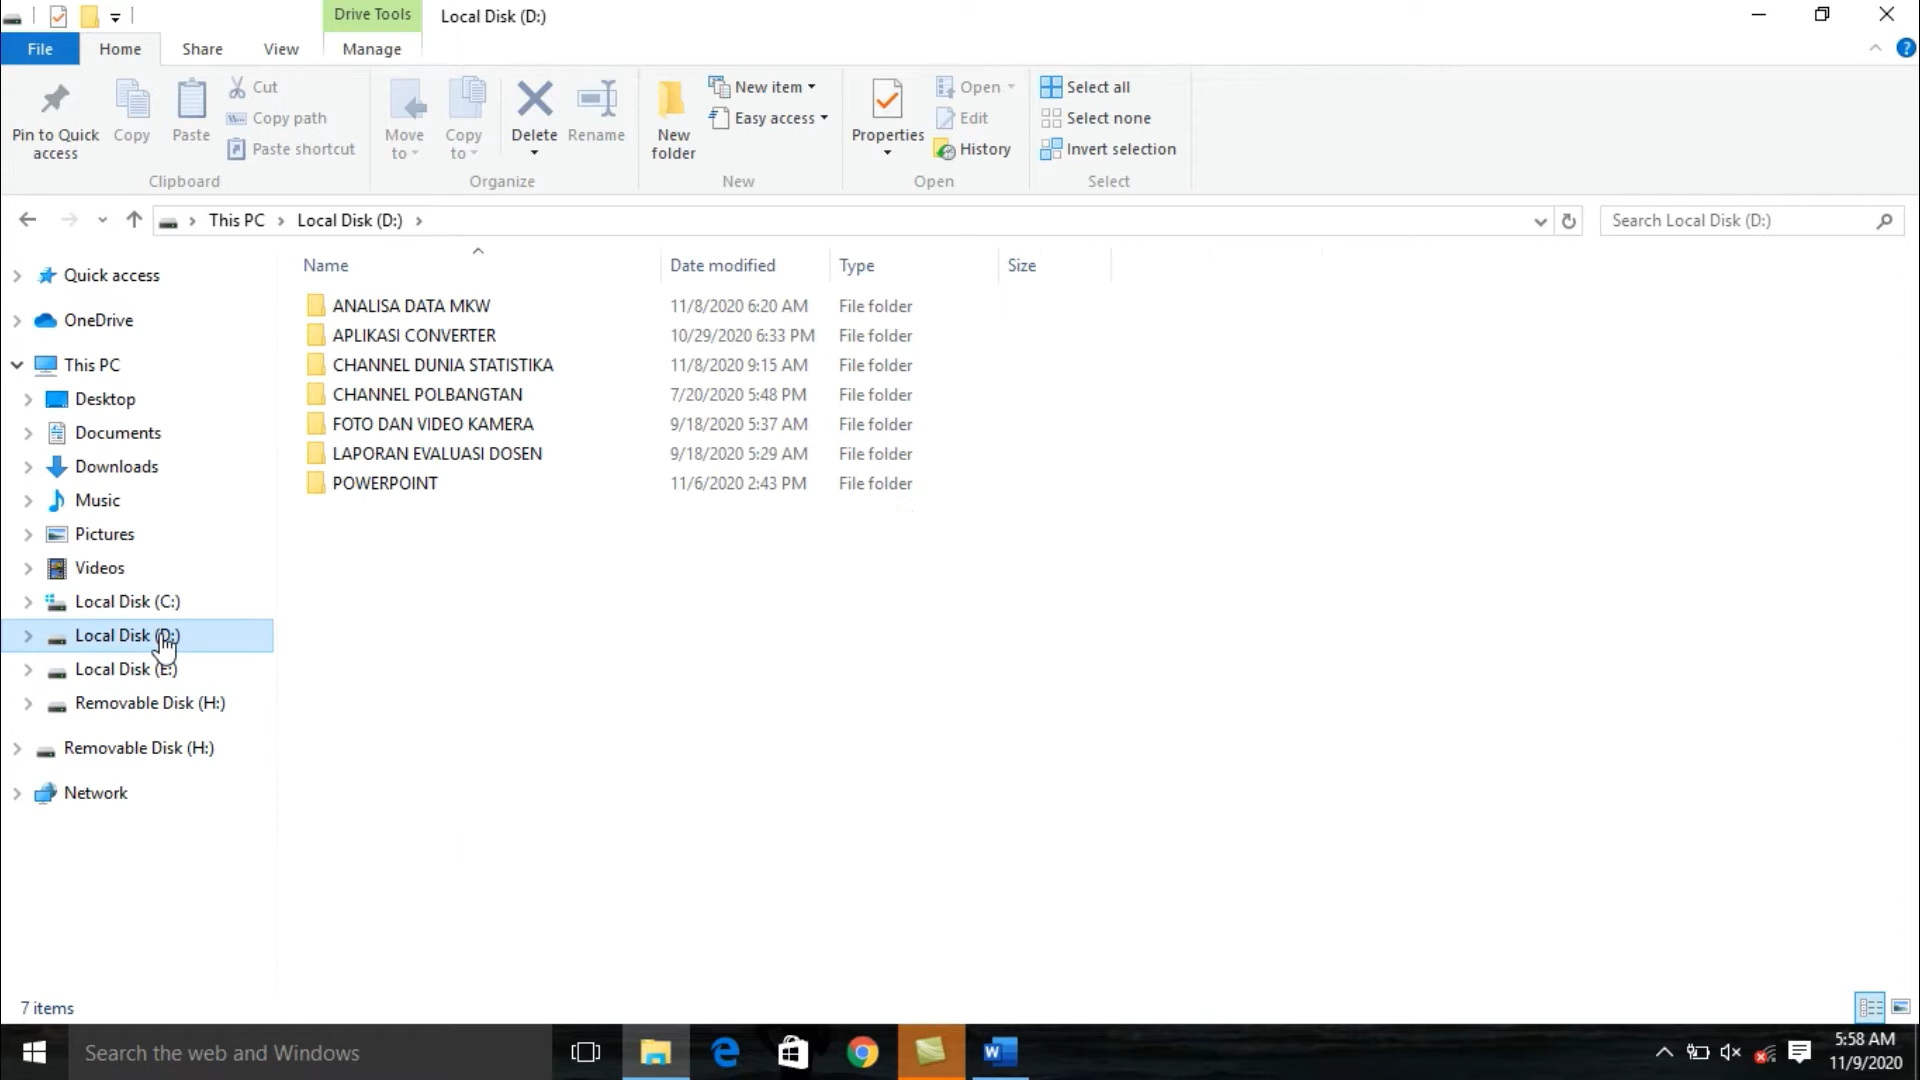 Drive Tools
Local Disk (D:)
File
Home
Share
View
Manage
Pin to Quick access
Copy
Paste
Cut
Copy path
Paste shortcut
Clipboard
Move to
Copy to
Delete
Rename
Organize
New folder
New item
Easy access
New
Properties
Open
Edit
History
Open
Select all
Select none
Invert selection
Select
This PC
Local Disk (D:)
Search Local Disk (D:)
Quick access
OneDrive
This PC
Desktop
Documents
Downloads
Music
Pictures
Videos
Local Disk (C:)
Local Disk (D:)
Local Disk (E:)
Removable Disk (H:)
Removable Disk (H:)
Network
Name Date modified Type Size
ANALISA DATA MKW 11/8/2020 6:20 AM File folder
APLIKASI CONVERTER 10/29/2020 6:33 PM File folder
CHANNEL DUNIA STATISTIKA 11/8/2020 9:15 AM File folder
CHANNEL POLBANGTAN 7/20/2020 5:48 PM File folder
FOTO DAN VIDEO KAMERA 9/18/2020 5:37 AM File folder
LAPORAN EVALUASI DOSEN 9/18/2020 5:29 AM File folder
POWERPOINT 11/6/2020 2:43 PM File folder
7 items
Search the web and Windows
5:58 AM
11/9/2020